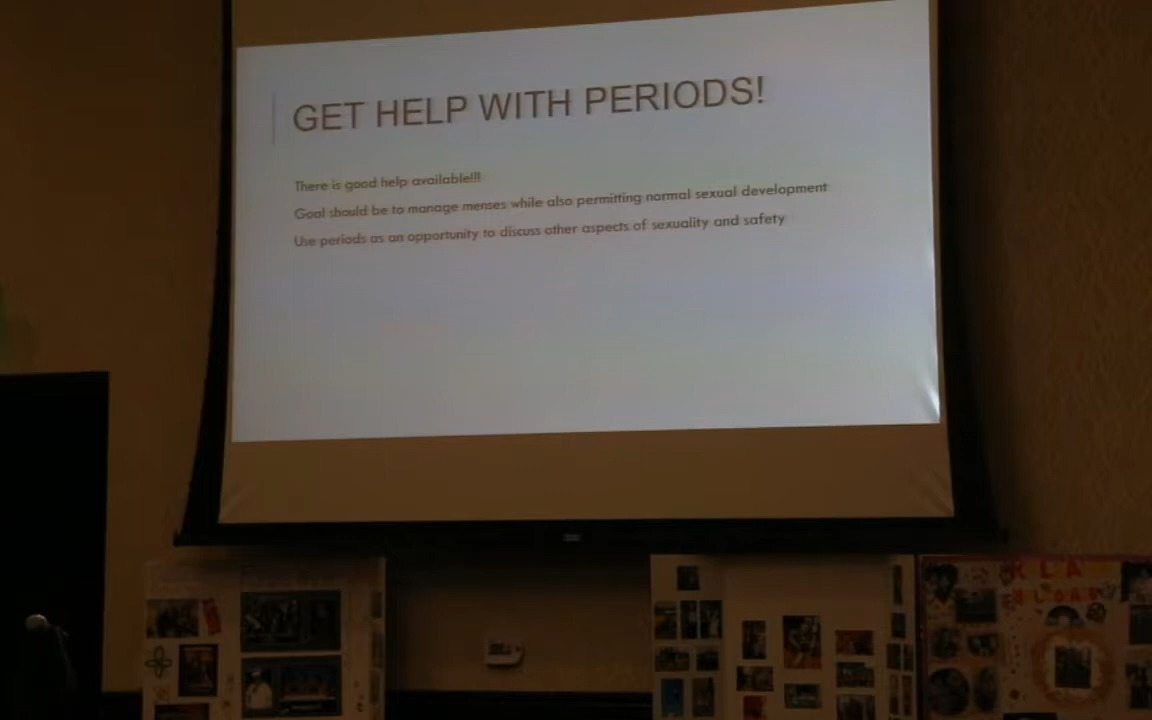 GET HELP WITH PERIODS!
There is good help available!!!
Goal should be to manage menses while also permitting normal sexual development
Use periods as an opportunity to discuss other aspects of sexuality and safety